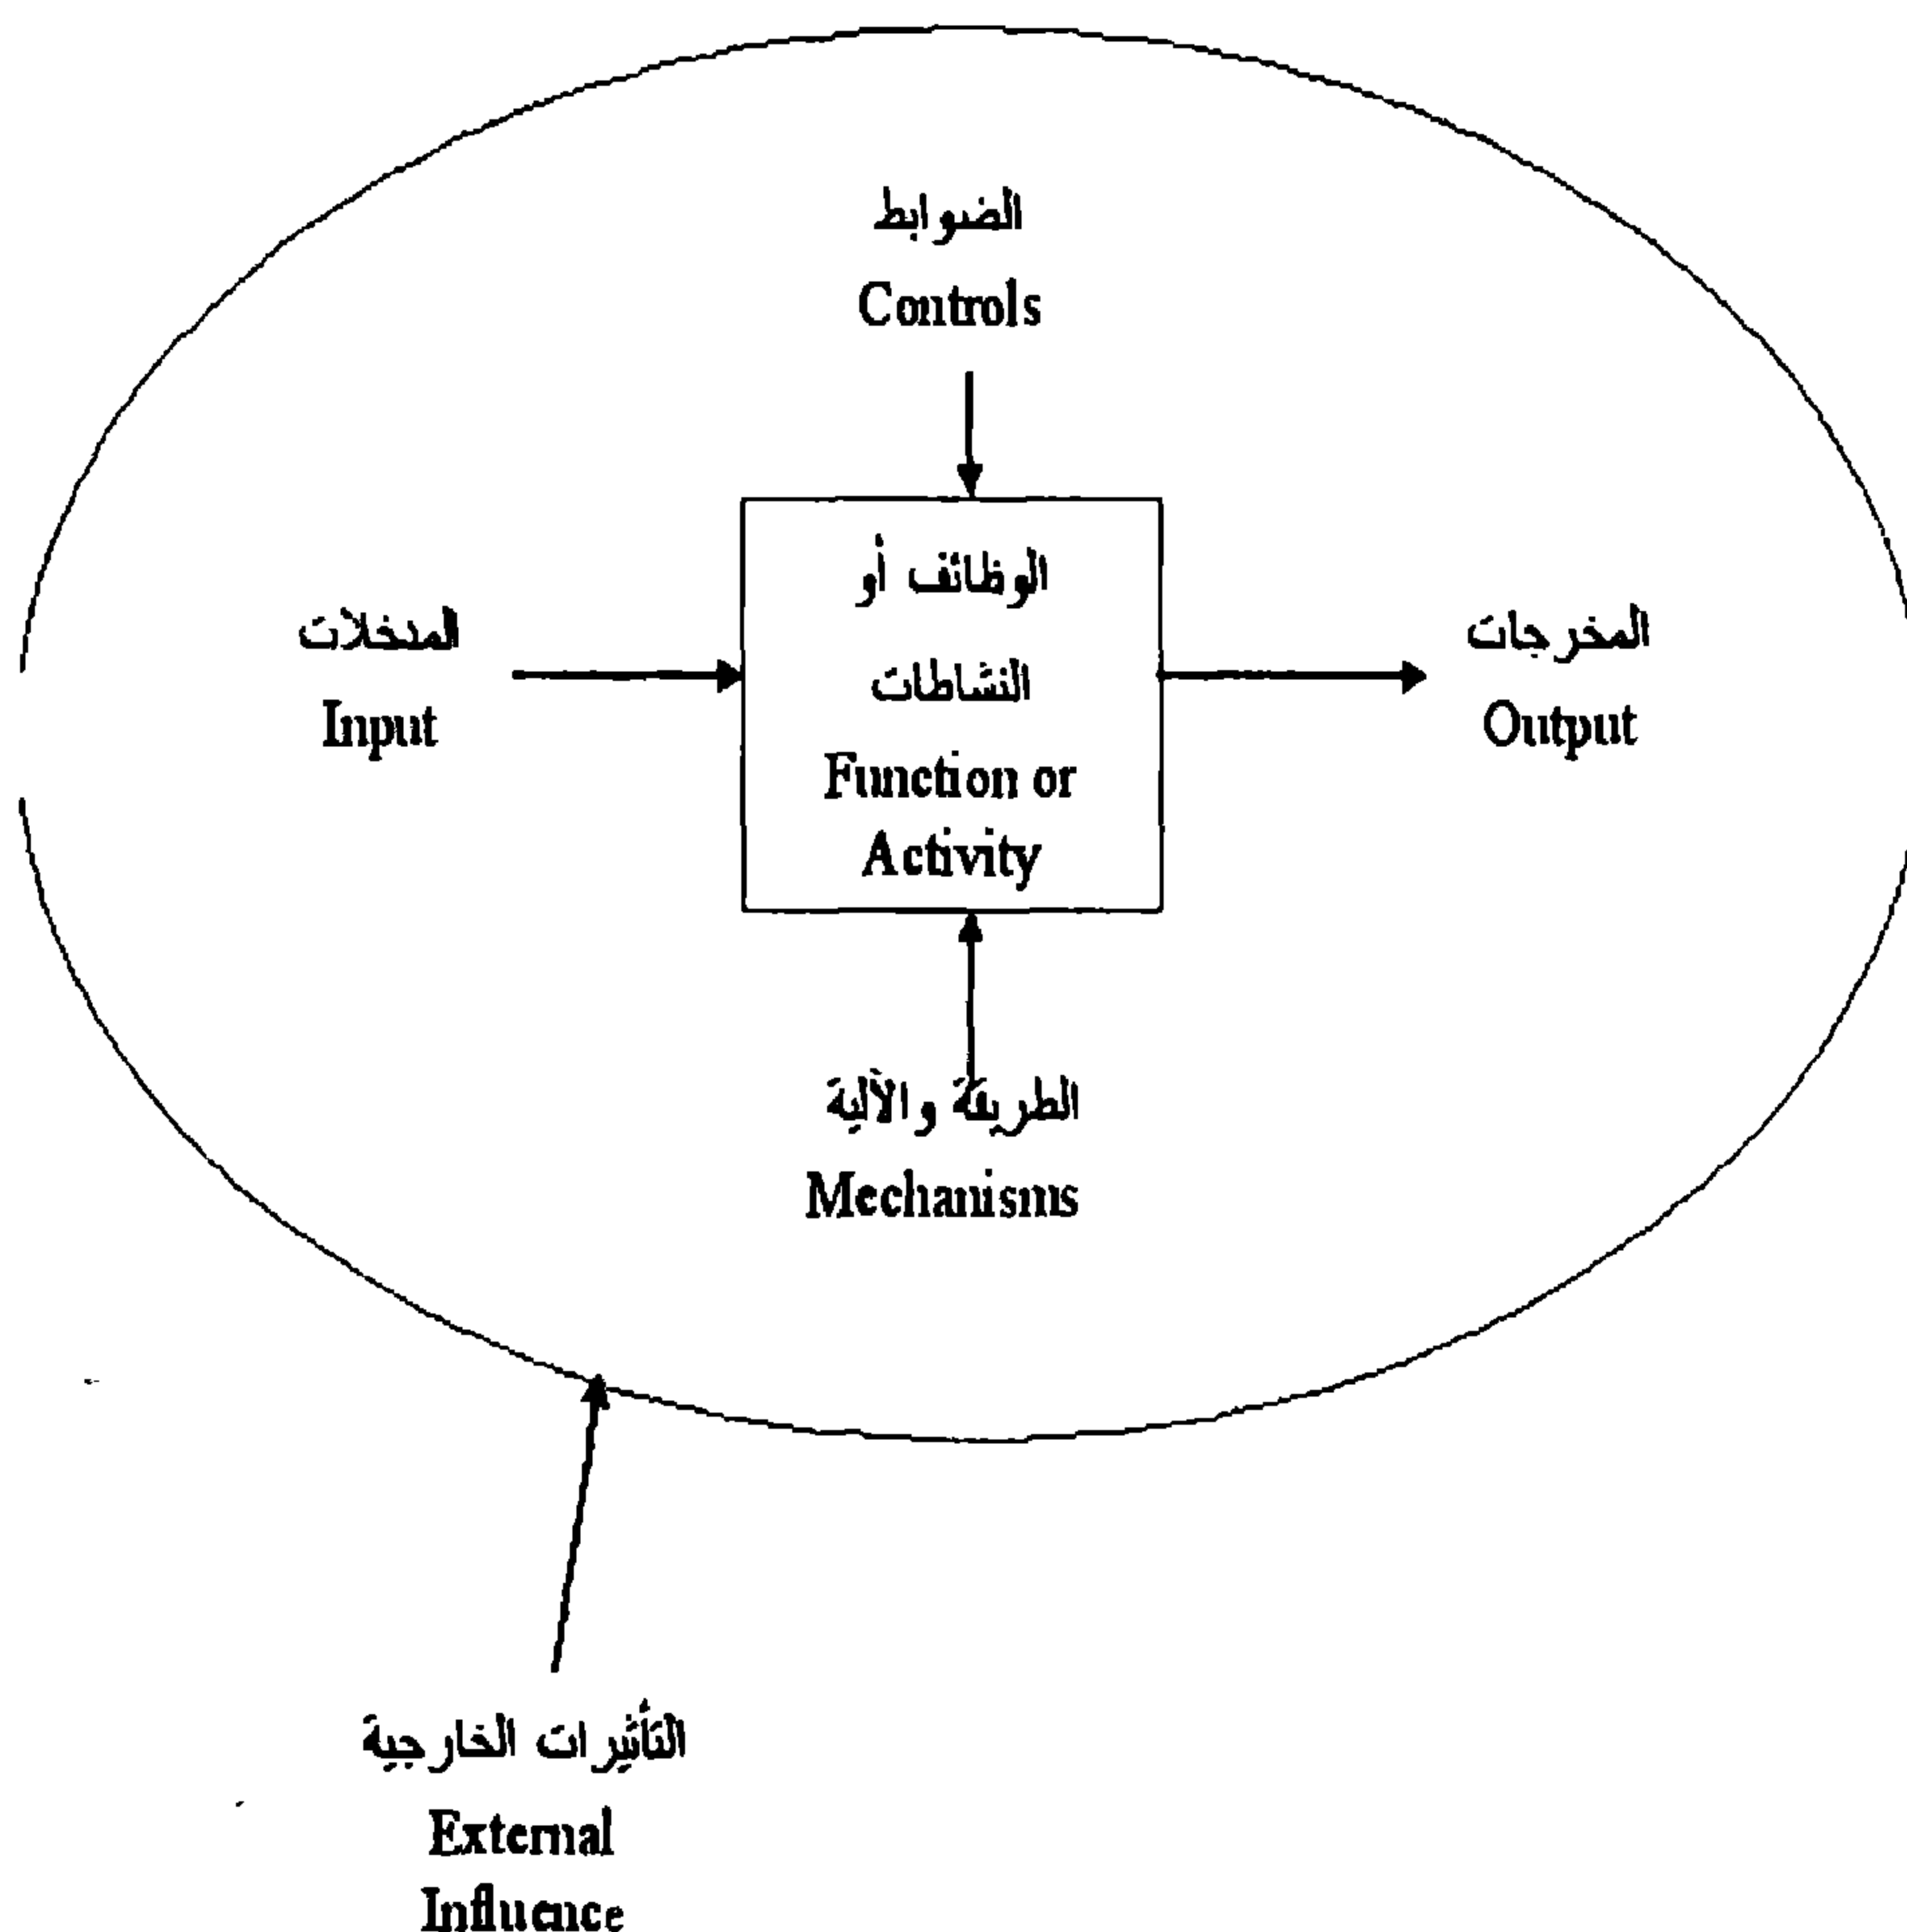 الضوابط
Controls
المدخلات
Input
الوظائف أو
النشاطات
Function or
Activity
المخرجات
Output
الطريقة والآلية
Mechanisms
التأثيرات الخارجية
External
Influence